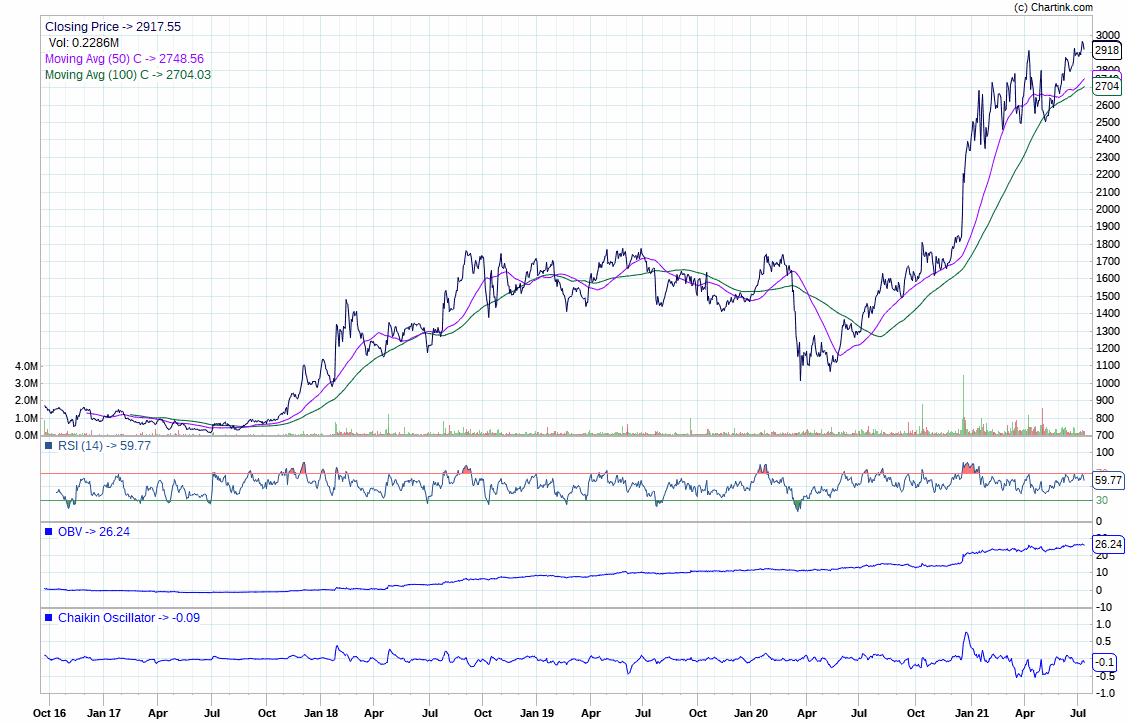 (c) Chartink.com
Closing Price -> 2917.55
Vol: 0.2286M
Moving Avg (50) C -> 2748.56
Moving Avg (100) C -> 2704.03
3000
2918
2800
2704
2600
2500
2400
2300
2200
2100
2000
1900
1800
1700
1600
1500
1400
1300
1200
1100
1000
900
800
700
4.0M
3.0M
2.0M
1.0M
0.0M
RSI (14) -> 59.77
100
59.77
30
0
OBV -> 26.24
26.24
20
10
0
-10
Chaikin Oscillator -> -0.09
1.0
0.5
-0.1
-0.5
-1.0
Oct 16 Jan 17 Apr Jul Oct Jan 18 Apr Jul Oct Jan 19 Apr Jul Oct Jan 20 Apr Jul Oct Jan 21 Apr Jul